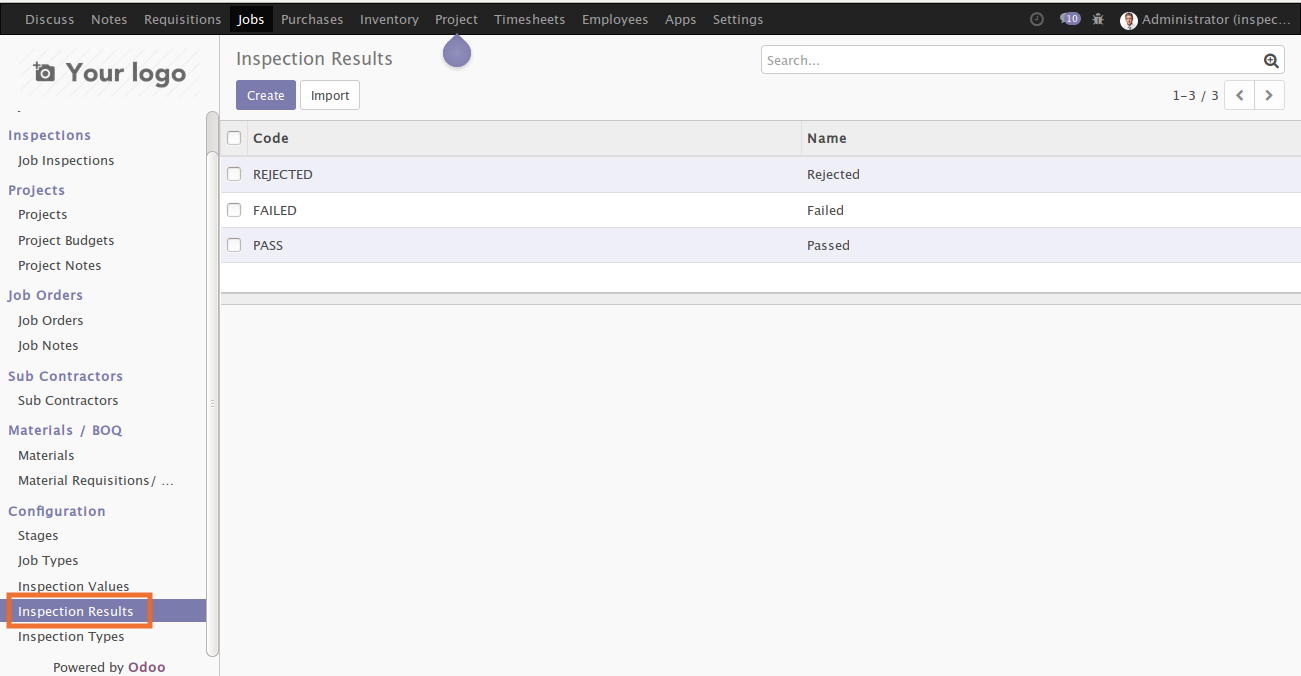 Discuss Notes Requisitions Jobs Purchases Inventory Project Timesheets Employees Apps Settings 10 Administrator (inspec...
Your logo
Inspections
Job Inspections
Projects
Projects
Project Budgets
Project Notes
Job Orders
Job Orders
Job Notes
Sub Contractors
Sub Contractors
Materials / BOQ
Materials
Material Requisitions/ ...
Configuration
Stages
Job Types
Inspection Values
Inspection Results
Inspection Types
Powered by Odoo
Inspection Results
Search...
Create Import
1-3 / 3
Code Name
REJECTED Rejected
FAILED Failed
PASS Passed